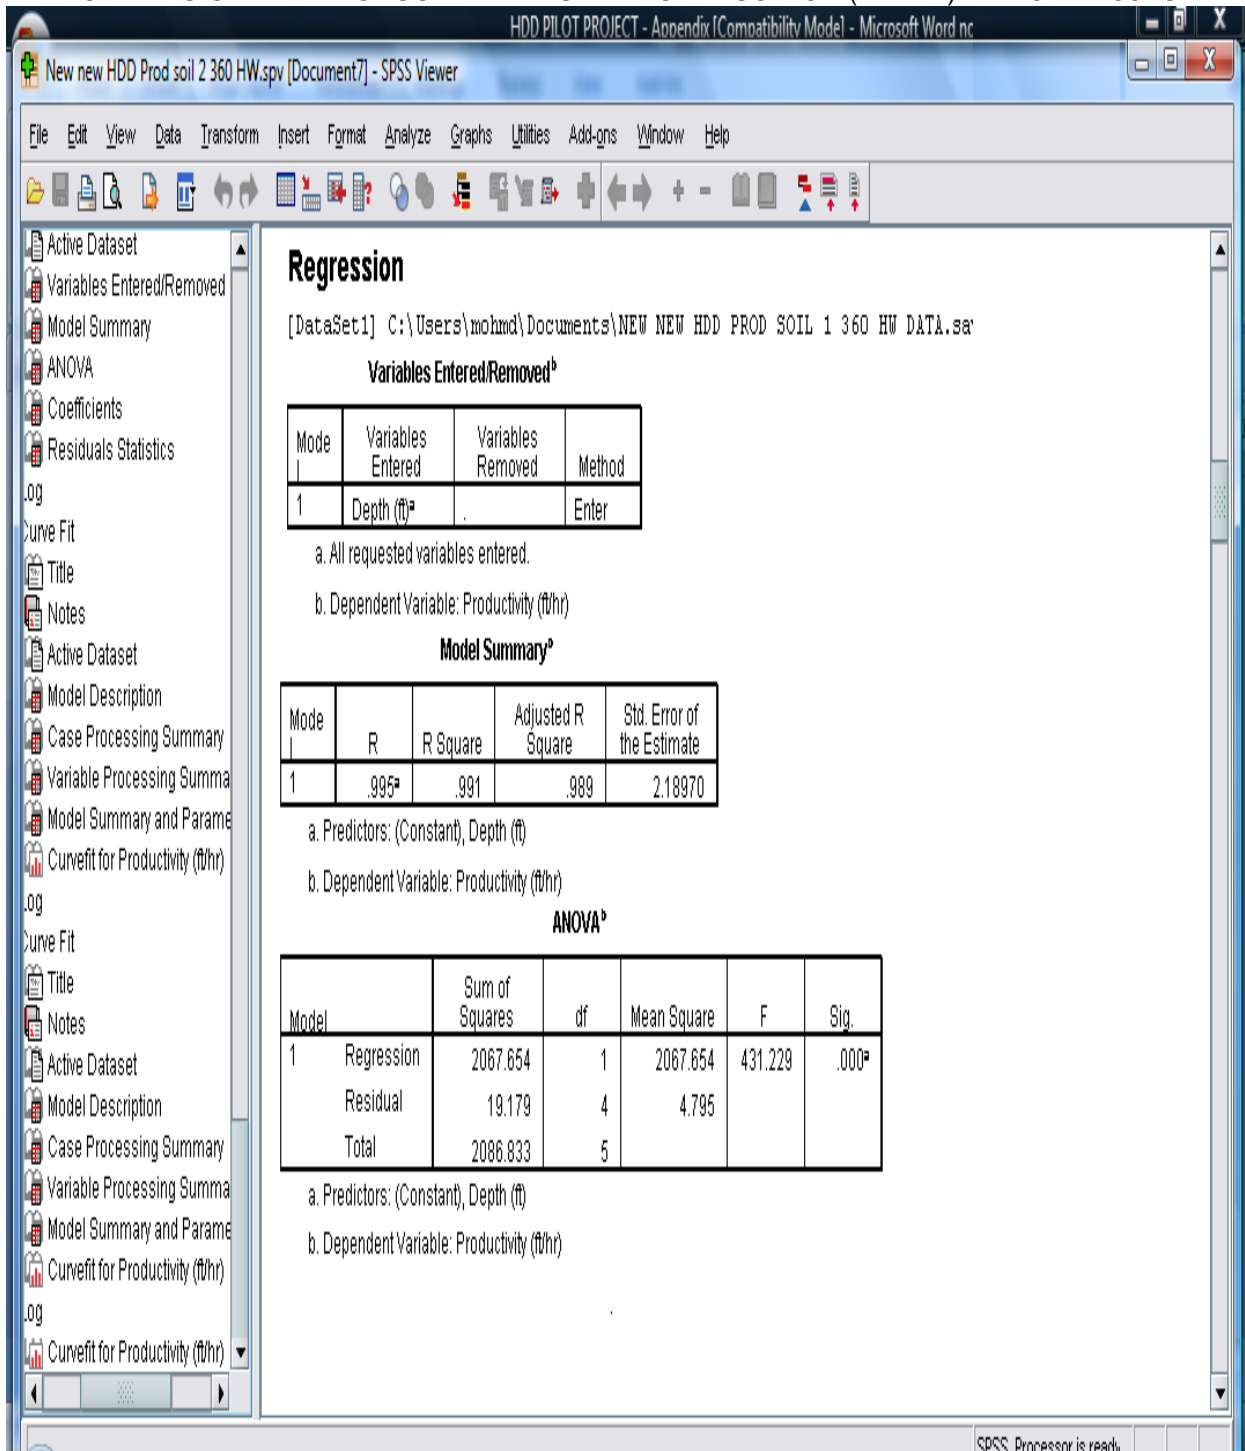 HDD PILOT PROJECT - Appendix [Compatibility Mode] - Microsoft Word nc
New new HDD Prod soil 2 360 HW.spv [Document7] - SPSS Viewer
File Edit View Data Transform Insert Format Analyze Graphs Utilities Add-ons Window Help
Active Dataset
Variables Entered/Removed
Model Summary
ANOVA
Coefficients
Residuals Statistics
.og
Curve Fit
Title
Notes
Active Dataset
Model Description
Case Processing Summary
Variable Processing Summa
Model Summary and Parame
Curvefit for Productivity (ft/hr)
.og
Curve Fit
Title
Notes
Active Dataset
Model Description
Case Processing Summary
Variable Processing Summa
Model Summary and Parame
Curvefit for Productivity (ft/hr)
.og
Curvefit for Productivity (ft/hr)
Regression
[DataSet1] C:\Users\mohmd\Documents\NEW NEW HDD PROD SOIL 1 360 HW DATA.sa
Variables Entered/Removed b
Mode Variables Variables
l Entered Removed Method
1 Depth (ft) a . Enter
a. All requested variables entered.
b. Dependent Variable: Productivity (ft/hr)
Model Summary b
Mode Adjusted R Std. Error of
l R R Square Square the Estimate
1 .995 a .991 .989 2.18970
a. Predictors: (Constant), Depth (ft)
b. Dependent Variable: Productivity (ft/hr)
ANOVA b
Sum of
Model Squares df Mean Square F Sig.
1 Regression 2067.654 1 2067.654 431.229 .000 a
Residual 19.179 4 4.795
Total 2086.833 5
a. Predictors: (Constant), Depth (ft)
b. Dependent Variable: Productivity (ft/hr)
SPSS Processor is ready